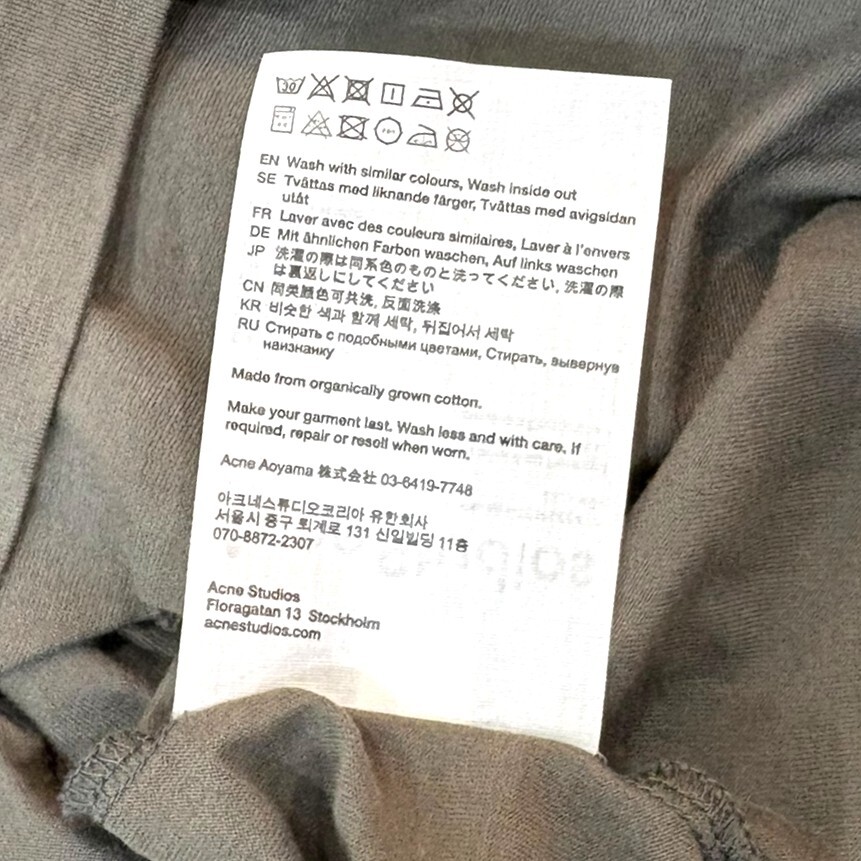 30
EN Wash with similar colours, Wash inside out
SE Tvättas med liknande färger, Tvättas med avigsidan
utåt
FR Laver avec des couleurs similaires, Laver à l'envers
DE Mit ähnlichen Farben waschen, Auf links waschen
JP 洗濯の際は同系色のものと洗ってください, 洗濯の際
は裏返しにしてください
CN 同类颜色可共洗, 反面洗涤
KR 비슷한 색과 함께 세탁, 뒤집어서 세탁
RU Стирать с подобными цветами, Стирать, вывернув
наизнанку
Made from organically grown cotton.
Make your garment last. Wash less and with care. If
required, repair or resell when worn.
Acne Aoyama 株式会社 03-6419-7748
아크네스튜디오코리아 유한회사
서울시 중구 퇴계로 131 신일빌딩 11층
070-8872-2307
Acne Studios
Floragatan 13 Stockholm
acnestudios.com